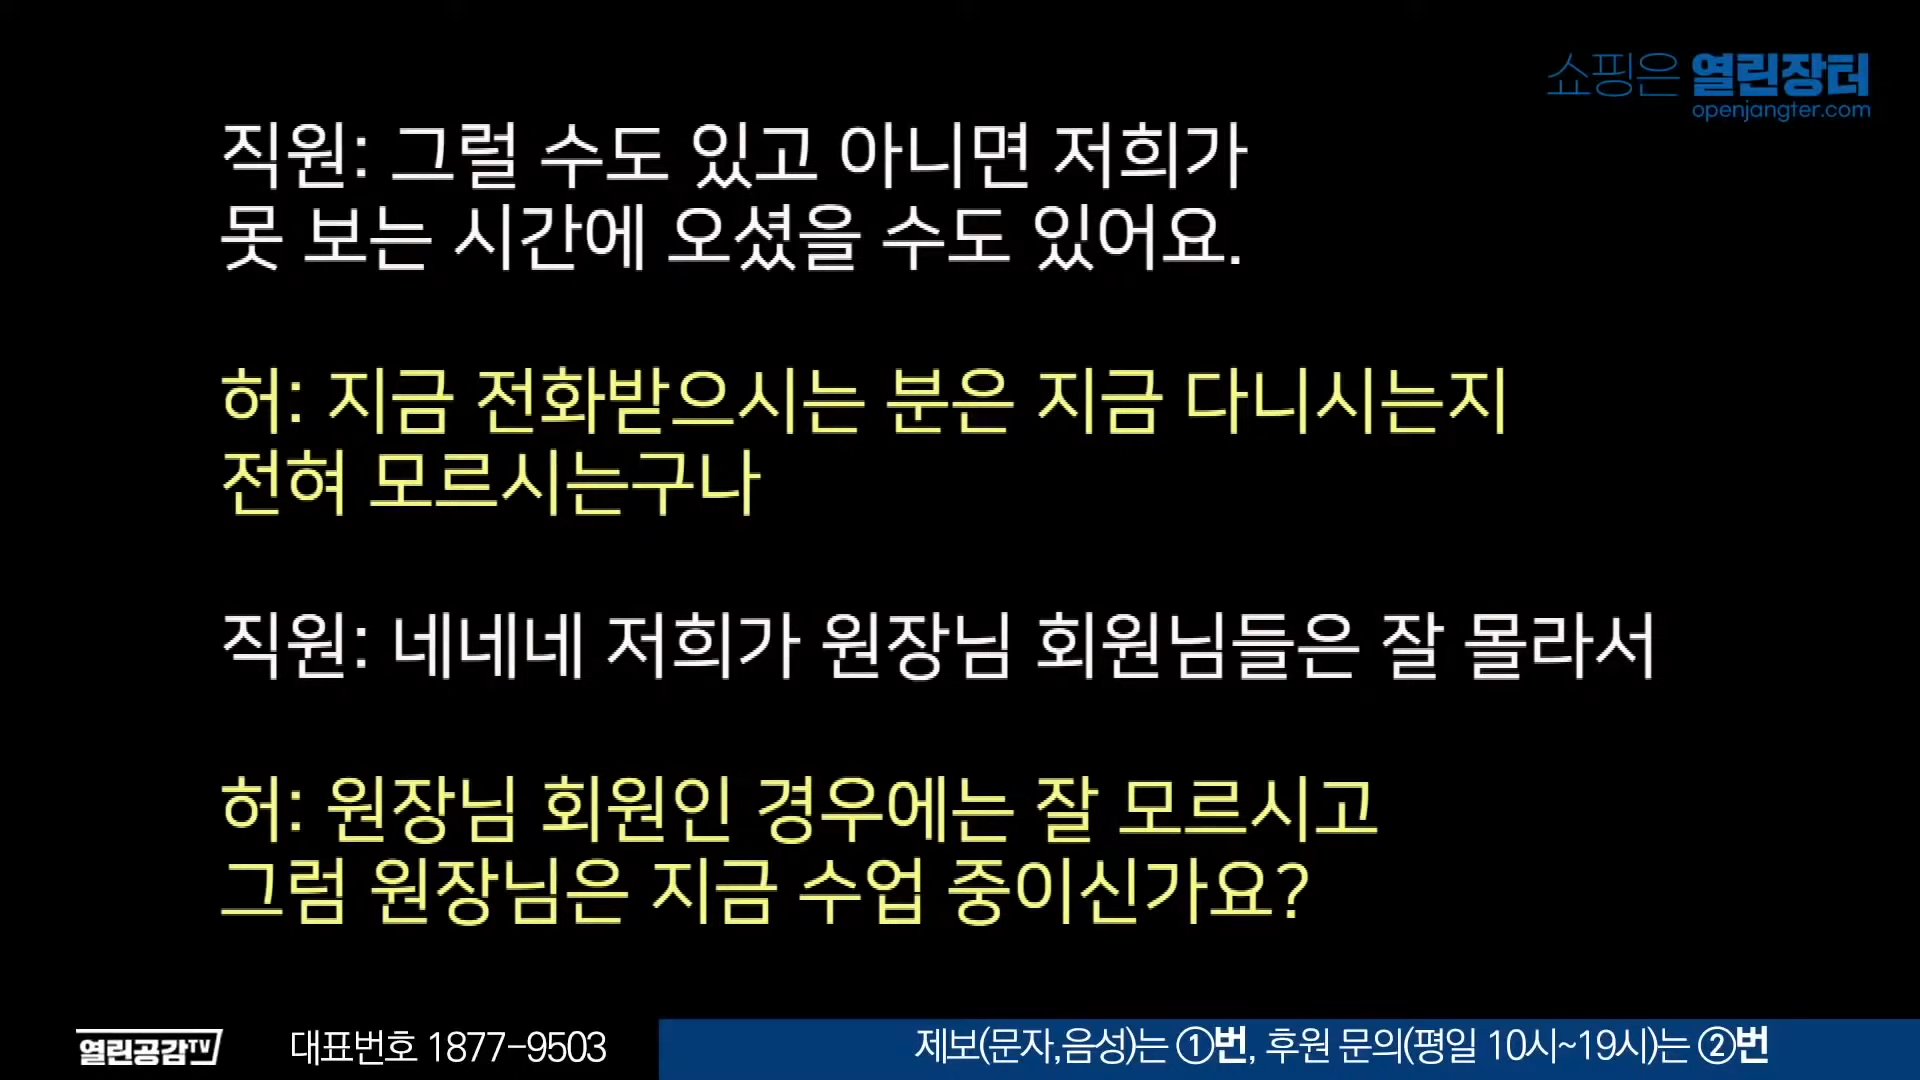 쇼핑은 열린장터
openjangter.com
직원: 그럴 수도 있고 아니면 저희가
못 보는 시간에 오셨을 수도 있어요.
허: 지금 전화받으시는 분은 지금 다니시는지
전혀 모르시는구나
직원: 네네네 저희가 원장님 회원님들은 잘 몰라서
허: 원장님 회원인 경우에는 잘 모르시고
그럼 원장님은 지금 수업 중이신가요?
열린공감TV 대표번호 1877-9503 제보(문자,음성)는 ①번, 후원 문의(평일 10시~19시)는 ②번